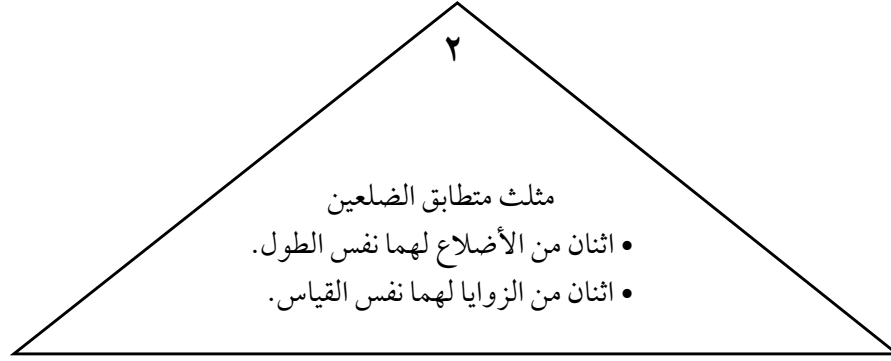 ٢
مثلث متطابق الضلعين
• اثنان من الأضلاع لهما نفس الطول.
• اثنان من الزوايا لهما نفس القياس.